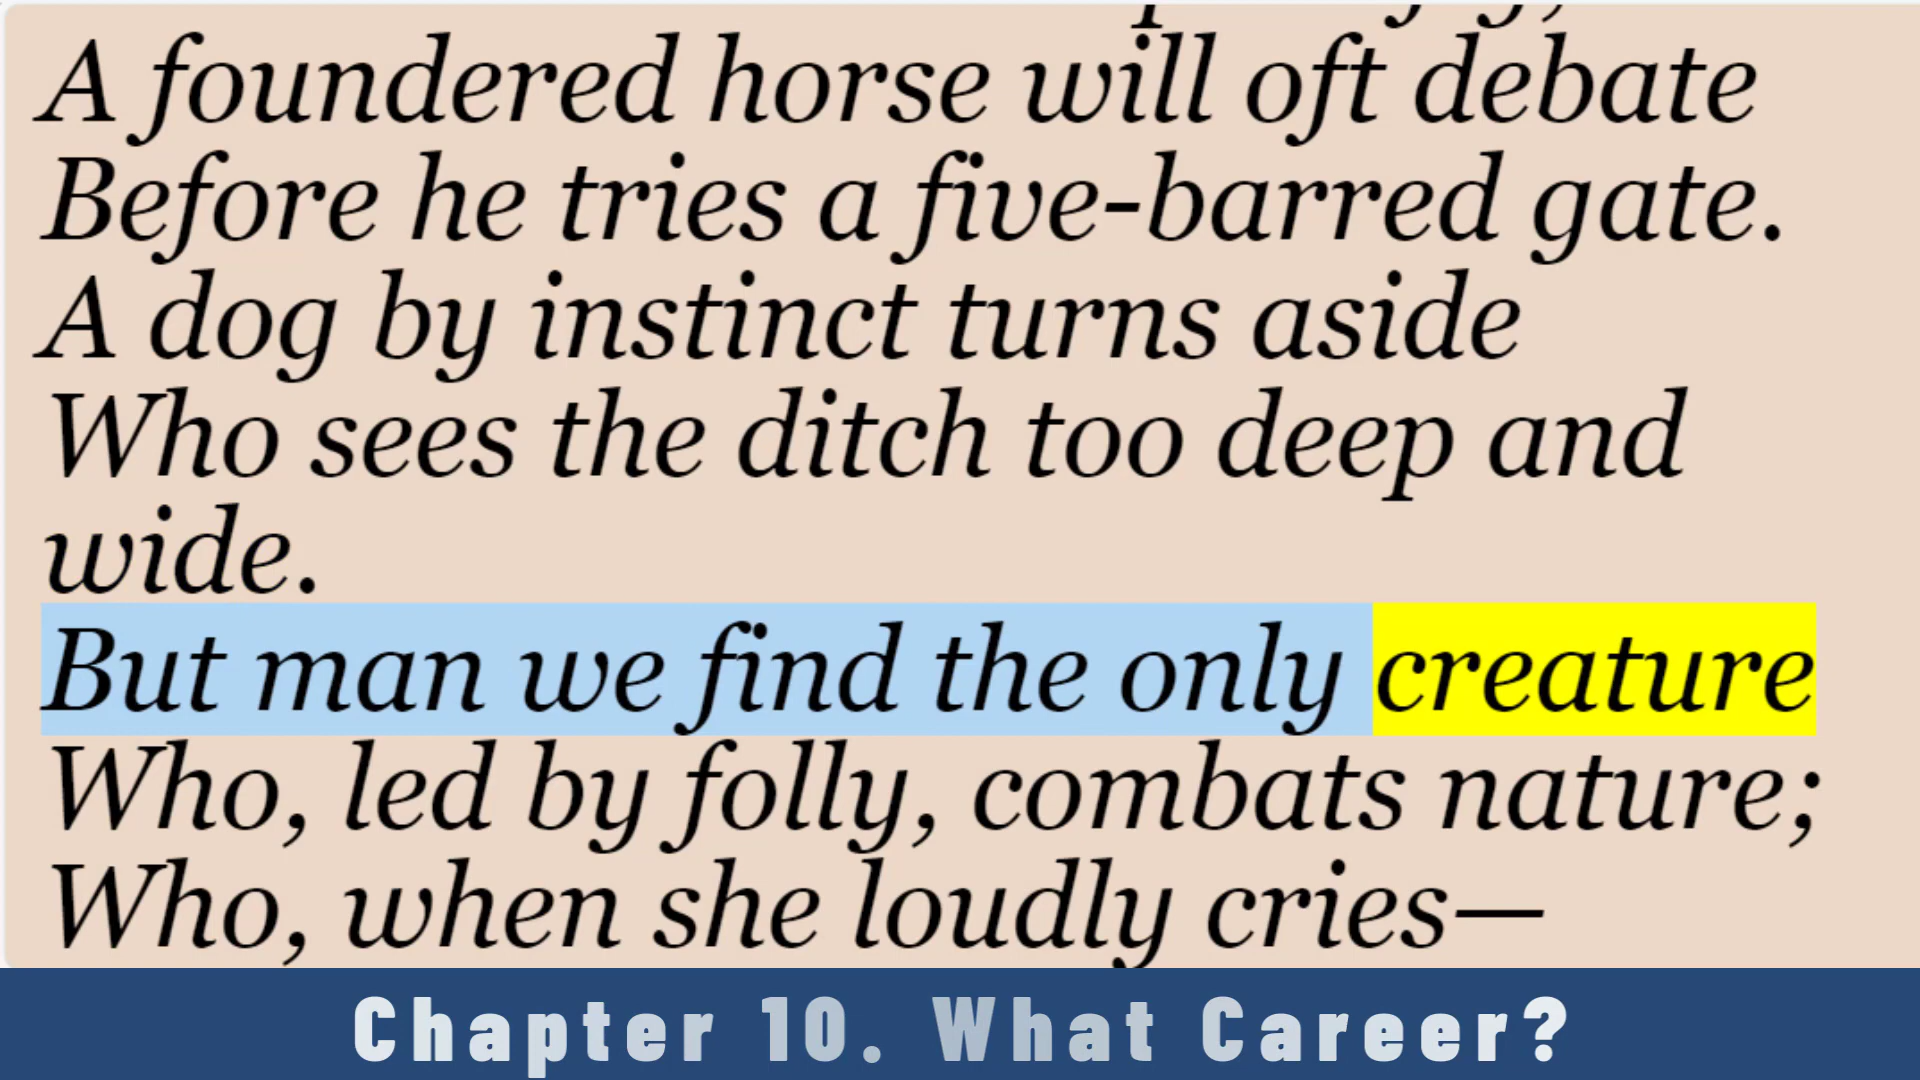 A foundered horse will oft debate
Before he tries a five-barred gate.
A dog by instinct turns aside
Who sees the ditch too deep and
wide.
But man we find the only creature
Who, led by folly, combats nature;
Who, when she loudly cries—
Chapter 10. What Career?